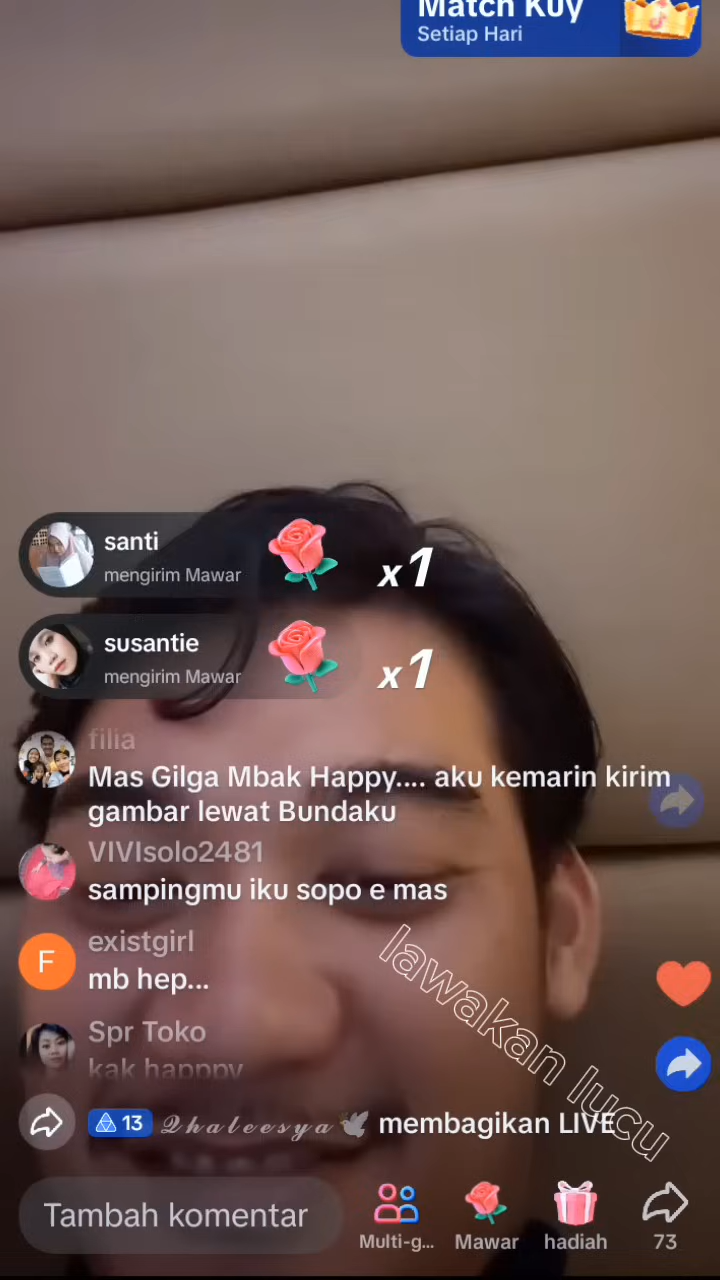 Match Kuy
Setiap Hari
santi
mengirim Mawar
x1
susantie
mengirim Mawar
x1
filia
Mas Gilga Mbak Happy.... aku kemarin kirim
gambar lewat Bundaku
VIVIsolo2481
sampingmu iku sopo e mas
existgirl
F
mb hep...
Spr Toko
kak happpy
lawakan lucu
13 𝒬𝒽𝒶𝓁𝑒𝑒𝓈𝓎𝒶🕊️ membagikan LIVE
Tambah komentar
Multi-g...
Mawar
hadiah
73